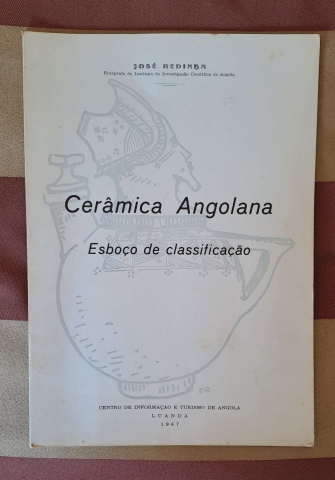 JOSÉ REDINHA
Etnógrafo do Instituto de Investigação Científica de Angola
Cerâmica Angolana
Esboço de classificação
CENTRO DE INFORMAÇÃO E TURISMO DE ANGOLA
LUANDA
1967